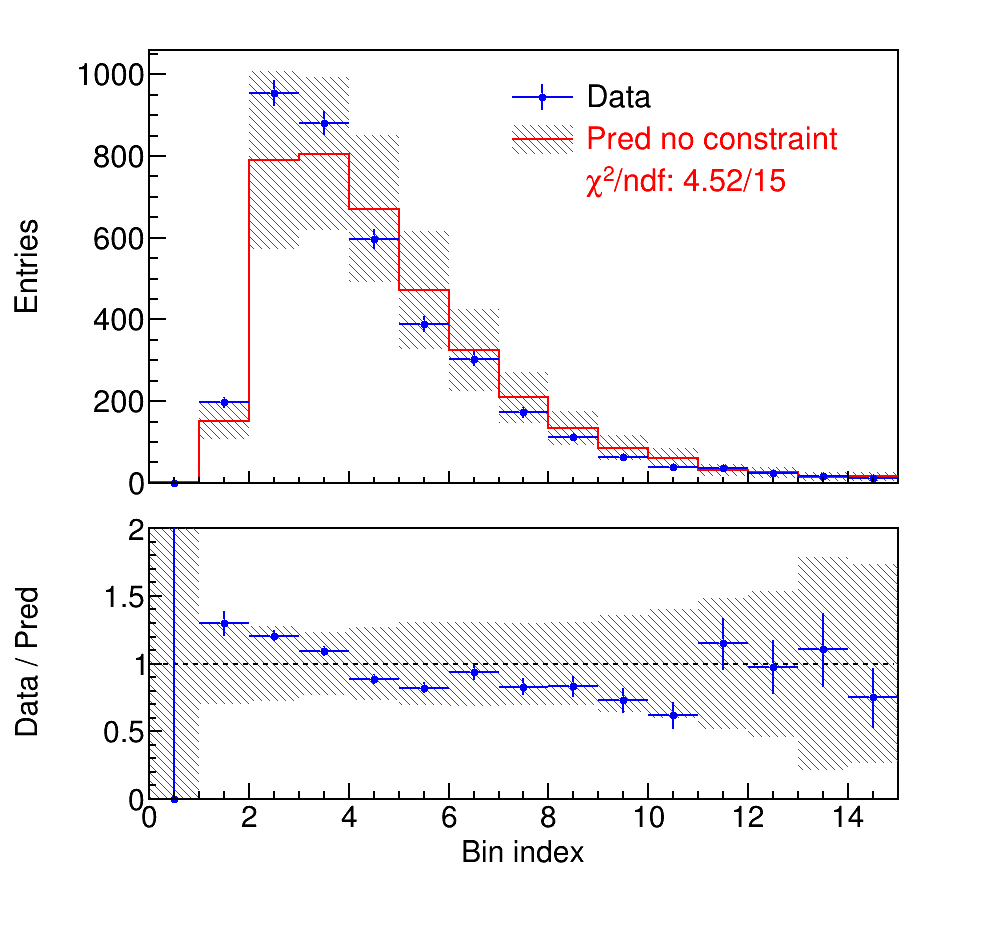 1000
800
600
400
200
0
Entries
Data
Pred no constraint
χ²/ndf: 4.52/15
2
1.5
1
0.5
0
Data / Pred
0 2 4 6 8 10 12 14
Bin index